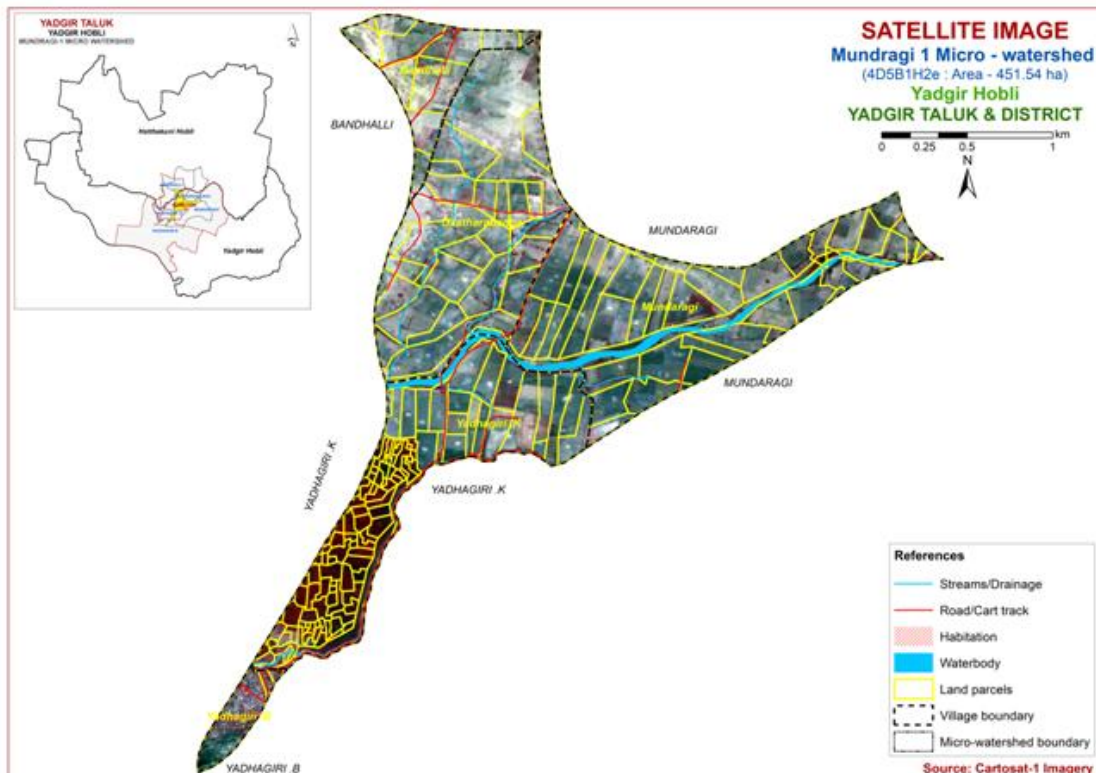 YADGIR TALUK
YADGIR HOBLI
MUNDRAGI-1 MICRO WATERSHED
N
Yadgir Hobli
SATELLITE IMAGE
Mundragi 1 Micro - watershed
(4D5B1H2e : Area - 451.54 ha)
Yadgir Hobli
YADGIR TALUK & DISTRICT
km
0 0.25 0.5 1
N
BANDHALLI
MUNDARAGI
Mundaragi
MUNDARAGI
YADHAGIRI .K
YADHAGIRI .K
YADHAGIRI .B
References
Streams/Drainage
Road/Cart track
Habitation
Waterbody
Land parcels
Village boundary
Micro-watershed boundary
Source: Cartosat-1 Imagery